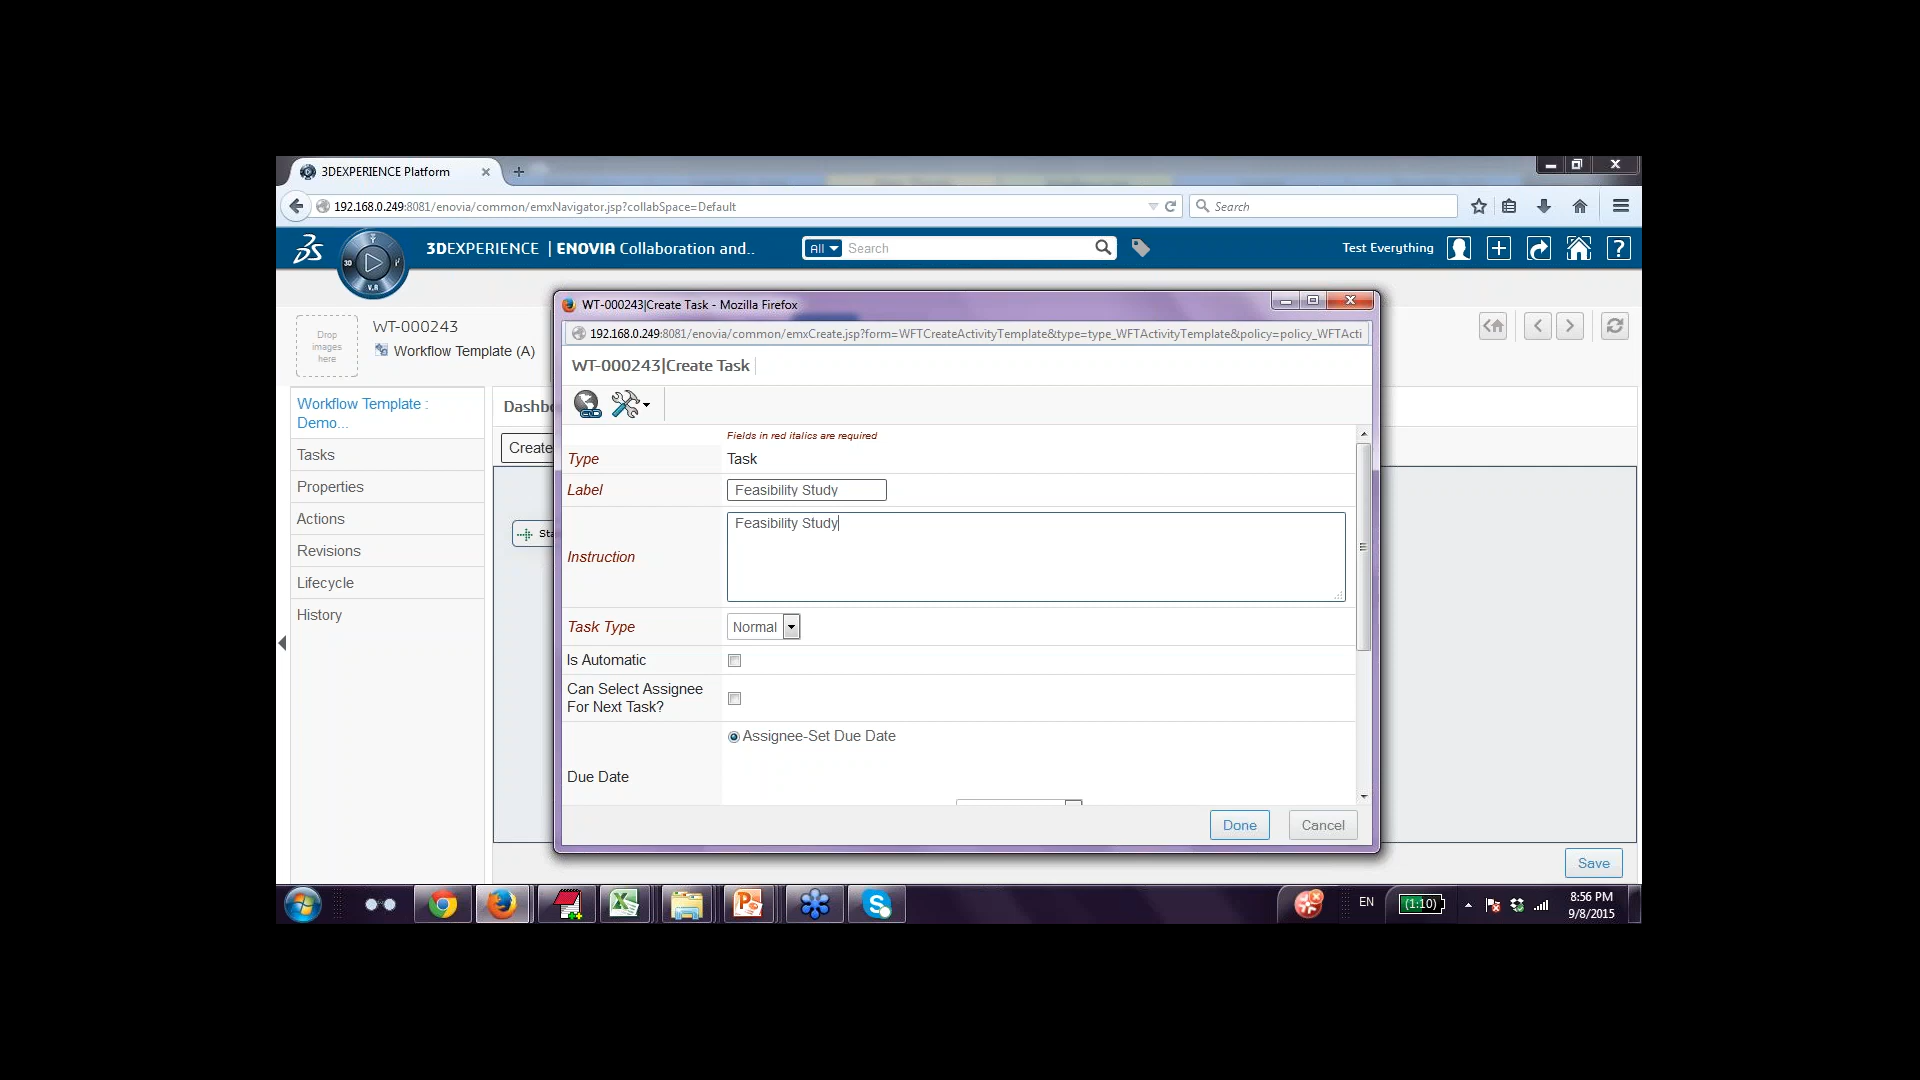 3DEXPERIENCE Platform
192.168.0.249:8081/enovia/common/emxNavigator.jsp?collabSpace=Default
Search
3DEXPERIENCE | ENOVIA Collaboration and..
All
Search
Test Everything
3D
V,R
Drop
images
here
WT-000243
Workflow Template (A)
Workflow Template :
Demo...
Tasks
Properties
Actions
Revisions
Lifecycle
History
Dashbo
Create
Sta
WT-000243|Create Task - Mozilla Firefox
192.168.0.249:8081/enovia/common/emxCreate.jsp?form=WFTCreateActivityTemplate&type=type_WFTActivityTemplate&policy=policy_WFTActi
WT-000243|Create Task
Fields in red italics are required
Type
Task
Label
Feasibility Study
Instruction
Feasibility Study
Task Type
Normal
Is Automatic
Can Select Assignee
For Next Task?
Assignee-Set Due Date
Due Date
Done
Cancel
Save
EN
(1:10)
8:56 PM
9/8/2015